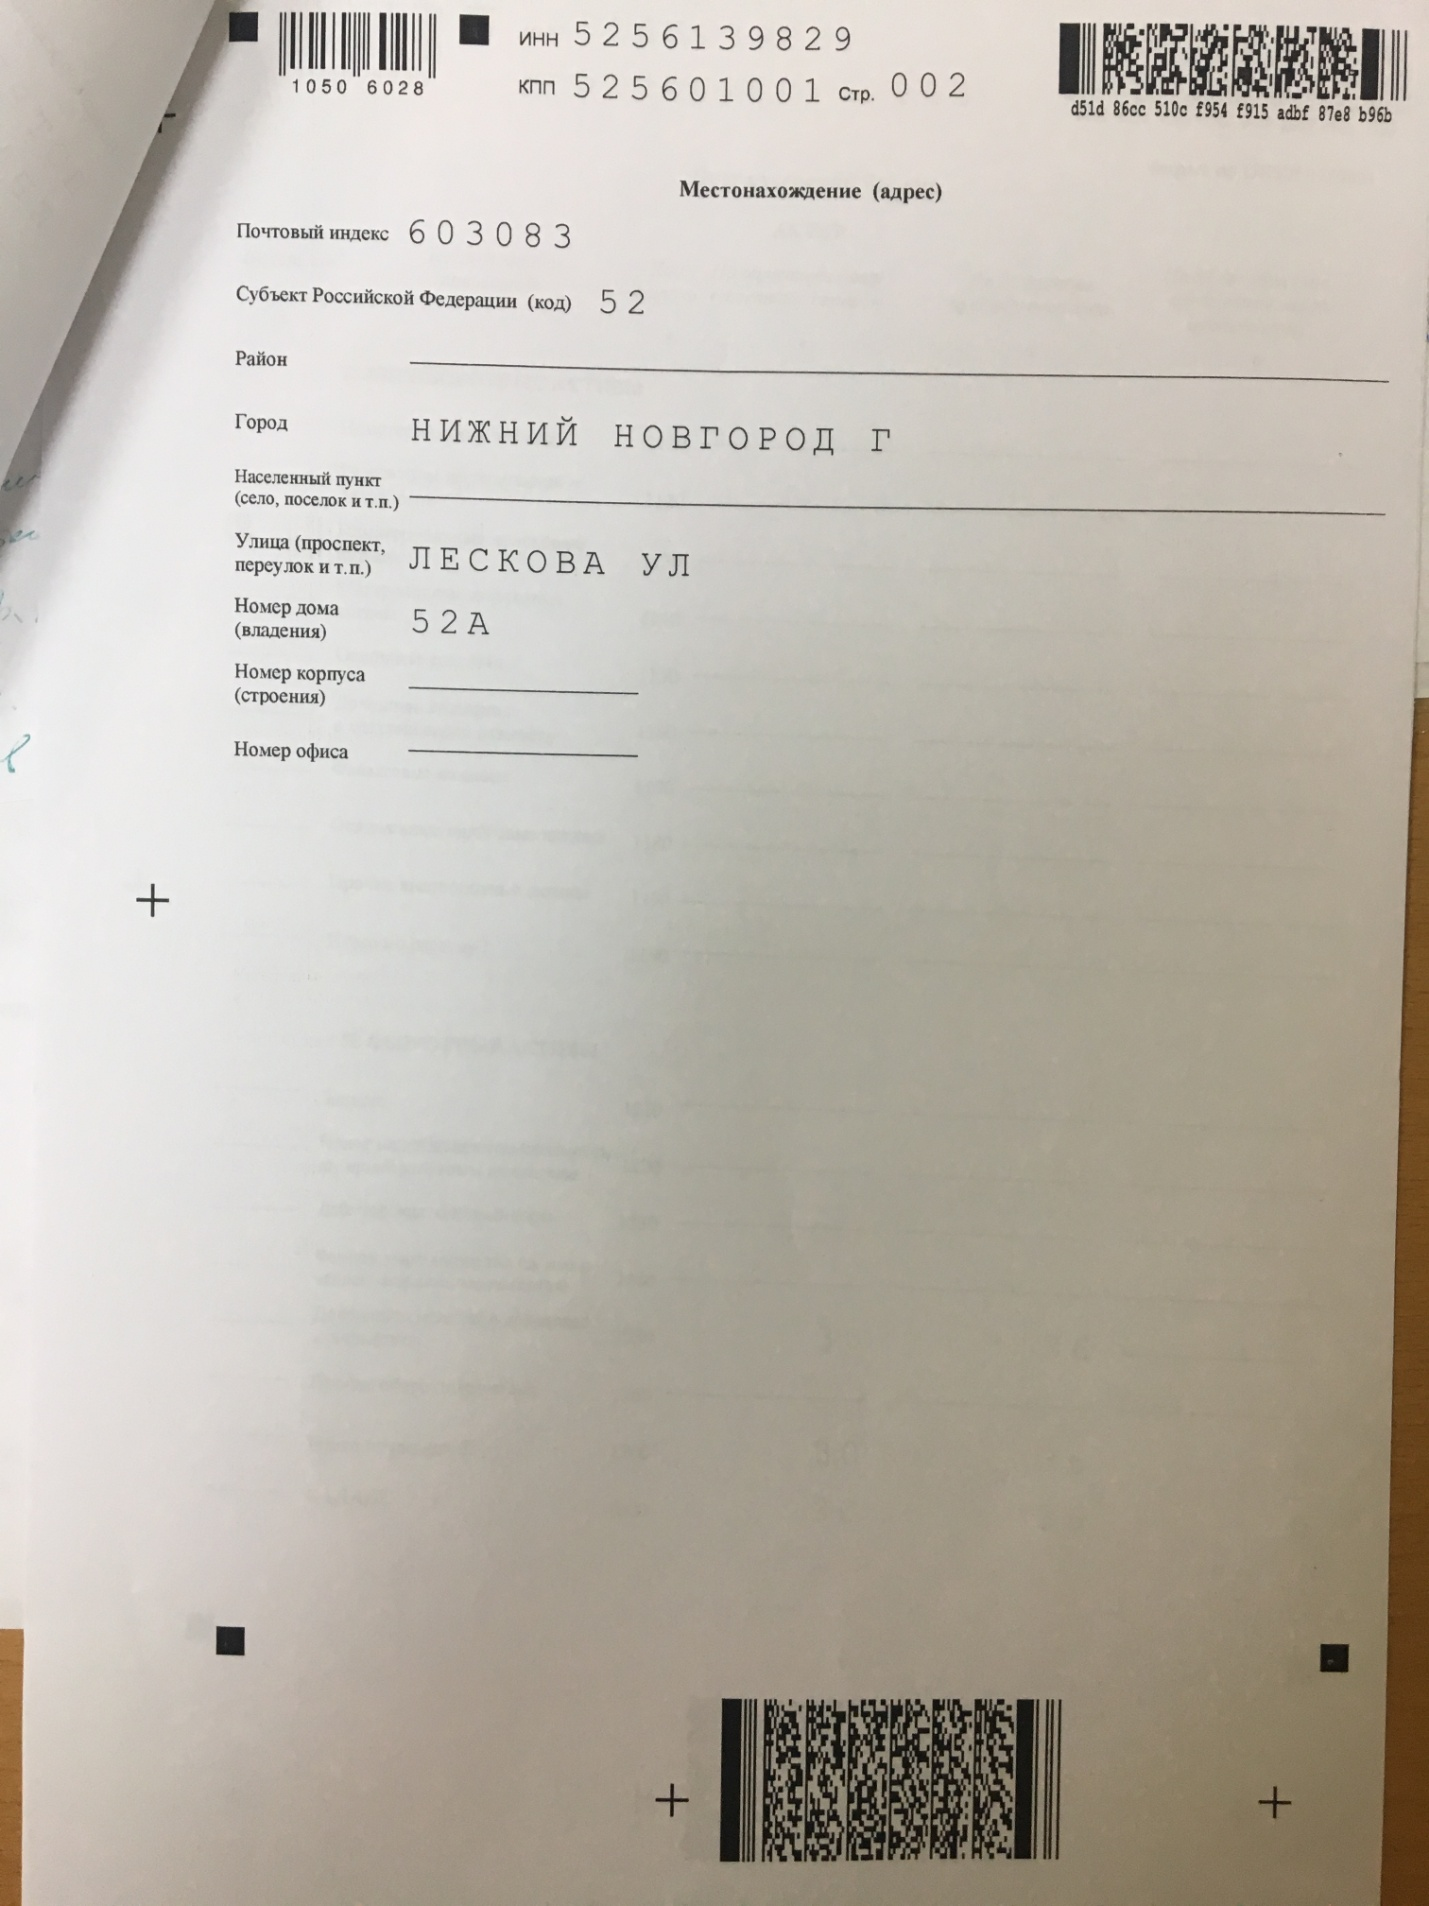 1050 6028
ИНН 5256139829
КПП 525601001 Стр. 002
d51d 86cc 510c f954 f915 adbf 87e8 b96b
Местонахождение (адрес)
Почтовый индекс 603083
Субъект Российской Федерации (код) 52
Район
Город НИЖНИЙ НОВГОРОД Г
Населенный пункт
(село, поселок и т.п.)
Улица (проспект,
переулок и т.п.) ЛЕСКОВА УЛ
Номер дома
(владения) 52А
Номер корпуса
(строения)
Номер офиса